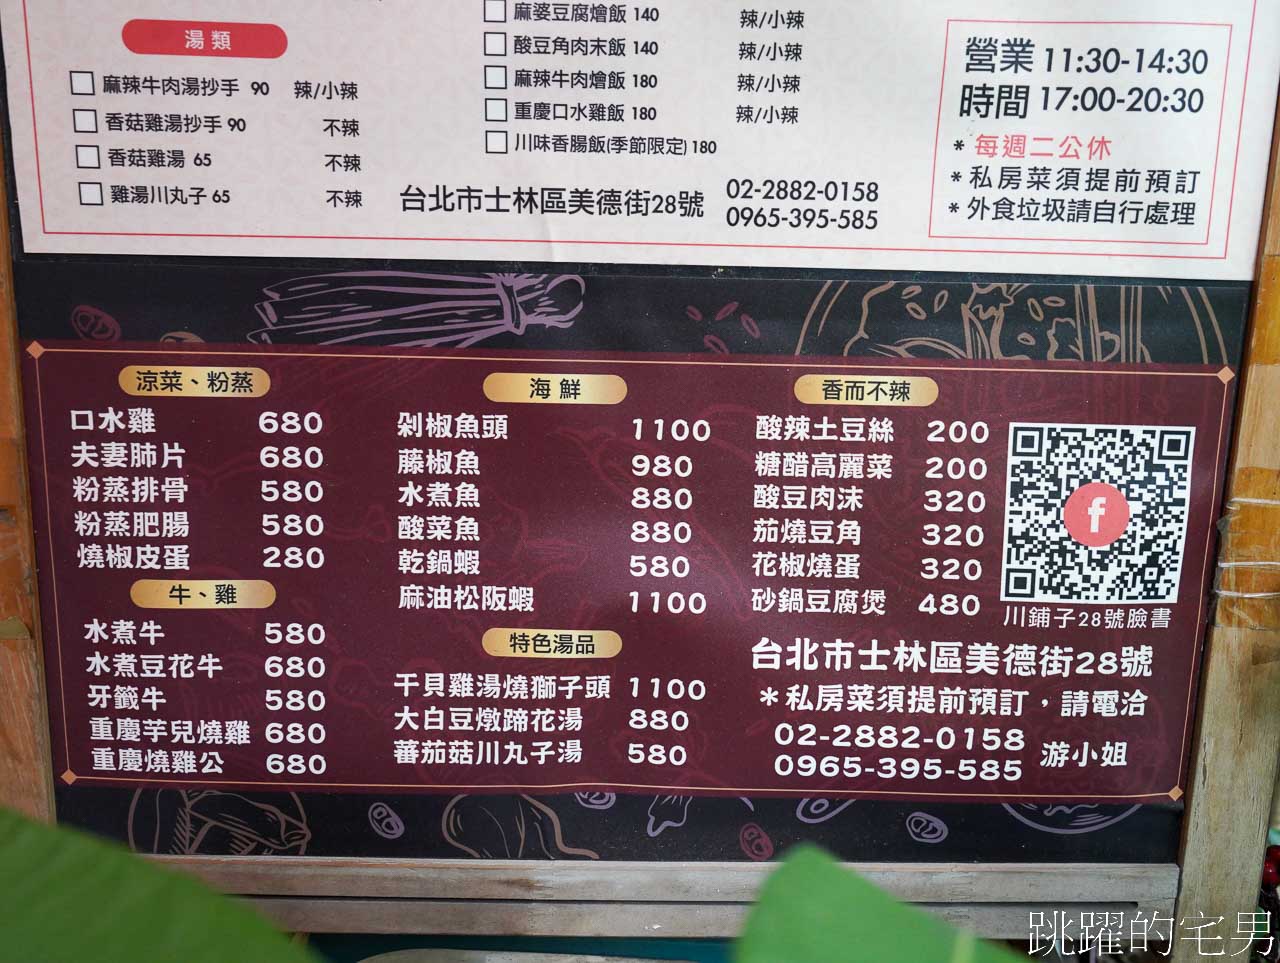 湯類
麻辣牛肉湯抄手 90 辣/小辣
香菇雞湯抄手 90 不辣
香菇雞湯 65 不辣
雞湯川丸子 65 不辣
麻婆豆腐燴飯 140 辣/小辣
酸豆角肉末飯 140 辣/小辣
麻辣牛肉燴飯 180 辣/小辣
重慶口水雞飯 180 辣/小辣
川味香腸飯(季節限定) 180
台北市士林區美德街28號
02-2882-0158
0965-395-585
營業時間 11:30-14:30
17:00-20:30
* 每週二公休
* 私房菜須提前預訂
* 外食垃圾請自行處理
涼菜、粉蒸
口水雞 680
夫妻肺片 680
粉蒸排骨 580
粉蒸肥腸 580
燒椒皮蛋 280
牛、雞
水煮牛 580
水煮豆花牛 680
牙籤牛 580
重慶芋兒燒雞 680
重慶燒雞公 680
海鮮
剁椒魚頭 1100
藤椒魚 980
水煮魚 880
酸菜魚 880
乾鍋蝦 580
麻油松阪蝦 1100
特色湯品
干貝雞湯燒獅子頭 1100
大白豆燉蹄花湯 880
蕃茄菇川丸子湯 580
香而不辣
酸辣土豆絲 200
糖醋高麗菜 200
酸豆肉沫 320
茄燒豆角 320
花椒燒蛋 320
砂鍋豆腐煲 480
f
川鋪子28號臉書
台北市士林區美德街28號
*私房菜須提前預訂，請電洽
02-2882-0158
0965-395-585 游小姐
跳躍的宅男